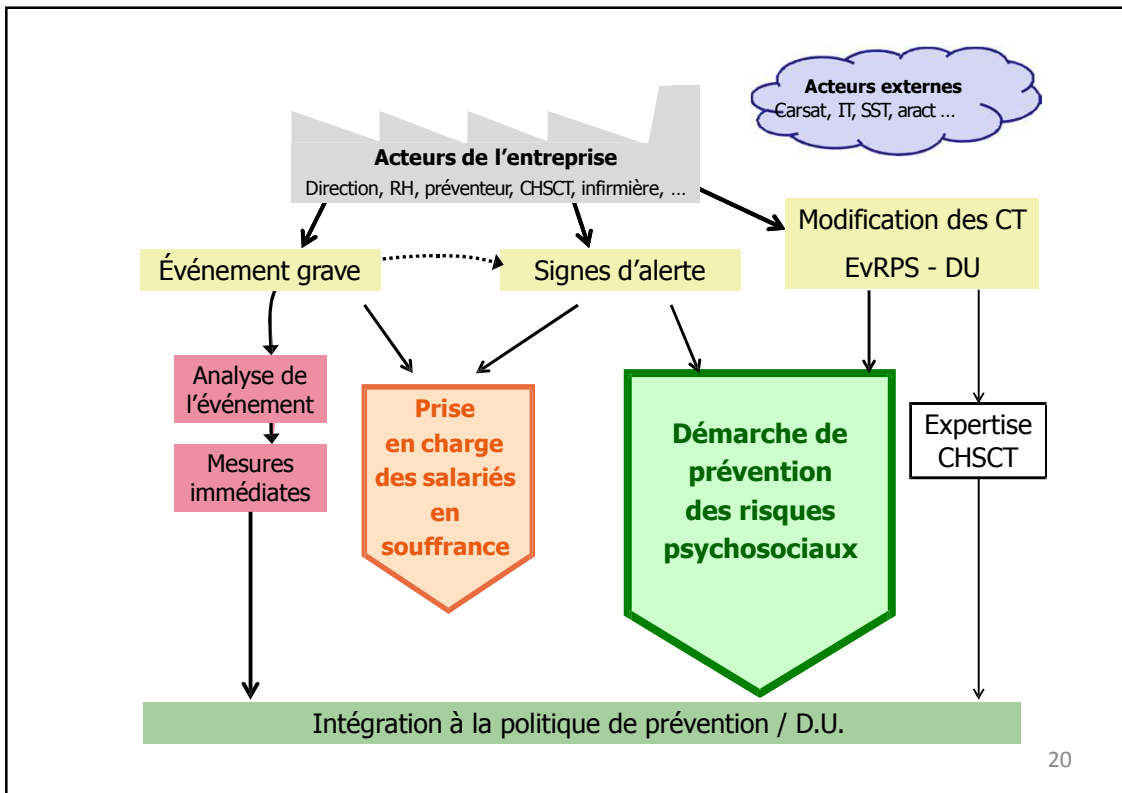 Acteurs externes
Carsat, IT, SST, aract ...
Acteurs de l'entreprise
Direction, RH, préventeur, CHSCT, infirmière, ...
Modification des CT
EvRPS - DU
Événement grave
Signes d'alerte
Analyse de
l'événement
Mesures
immédiates
Prise
en charge
des salariés
en
souffrance
Démarche de
prévention
des risques
psychosociaux
Expertise
CHSCT
Intégration à la politique de prévention / D.U.
20